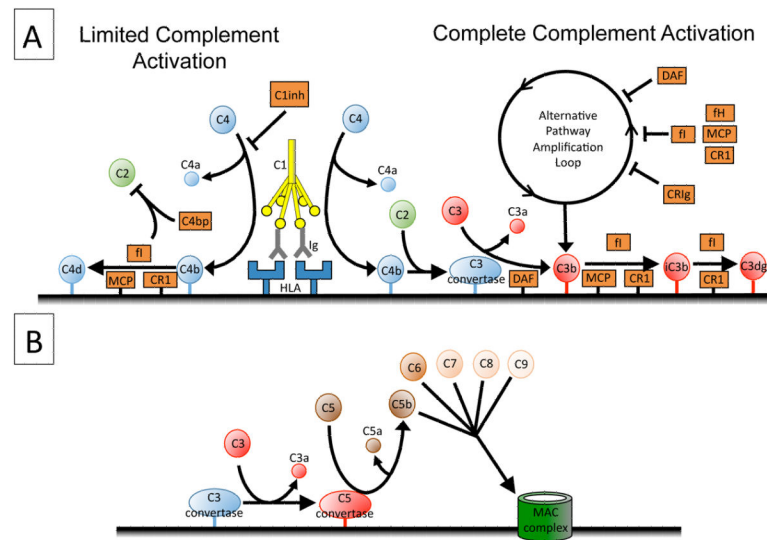 A
Limited Complement
Activation
Complete Complement Activation
C1inh
C4
C4
C4a
C1
C4a
C2
C4bp
Ig
fI
C4d
MCP
CR1
C4b
HLA
C2
C4b
C3
C3a
C3
convertase
DAF
C3b
Alternative
Pathway
Amplification
Loop
DAF
fH
fI
MCP
CR1
CRIg
fI
MCP
CR1
iC3b
fI
CR1
C3dg
B
C3
C3a
C3
convertase
C5
C5a
C5b
C5
convertase
C6
C7
C8
C9
MAC
complex